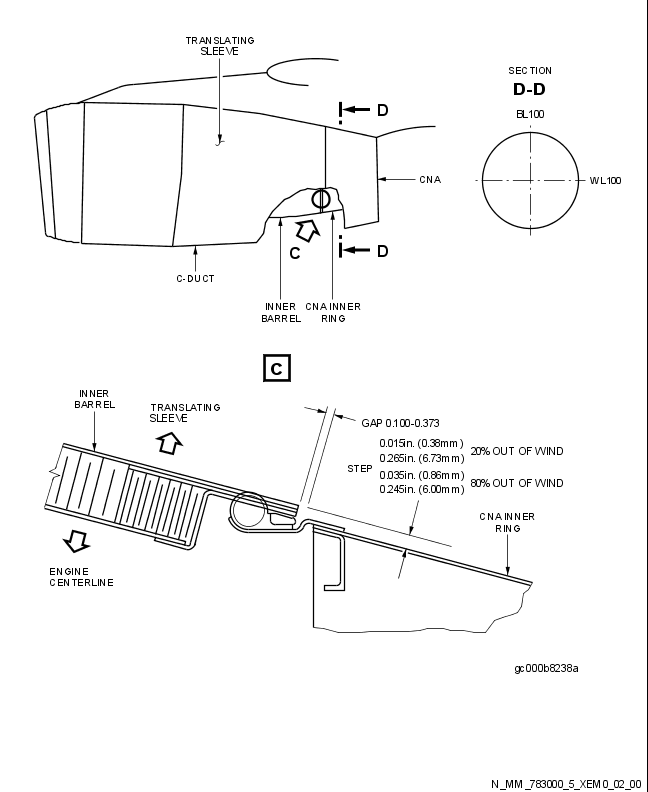 TRANSLATING
SLEEVE
SECTION
D-D
BL100
D
WL100
CNA
C
D
C-DUCT
INNER
BARREL
CNA INNER
RING
C
INNER
BARREL
TRANSLATING
SLEEVE
GAP 0.100-0.373
STEP
0.015in. (0.38mm)
0.265in. (6.73mm)
20% OUT OF WIND
0.035in. (0.86mm)
0.245in. (6.00mm)
80% OUT OF WIND
CNA INNER
RING
ENGINE
CENTERLINE
gc000b8238a
N_MM_783000_5_XEM0_02_00